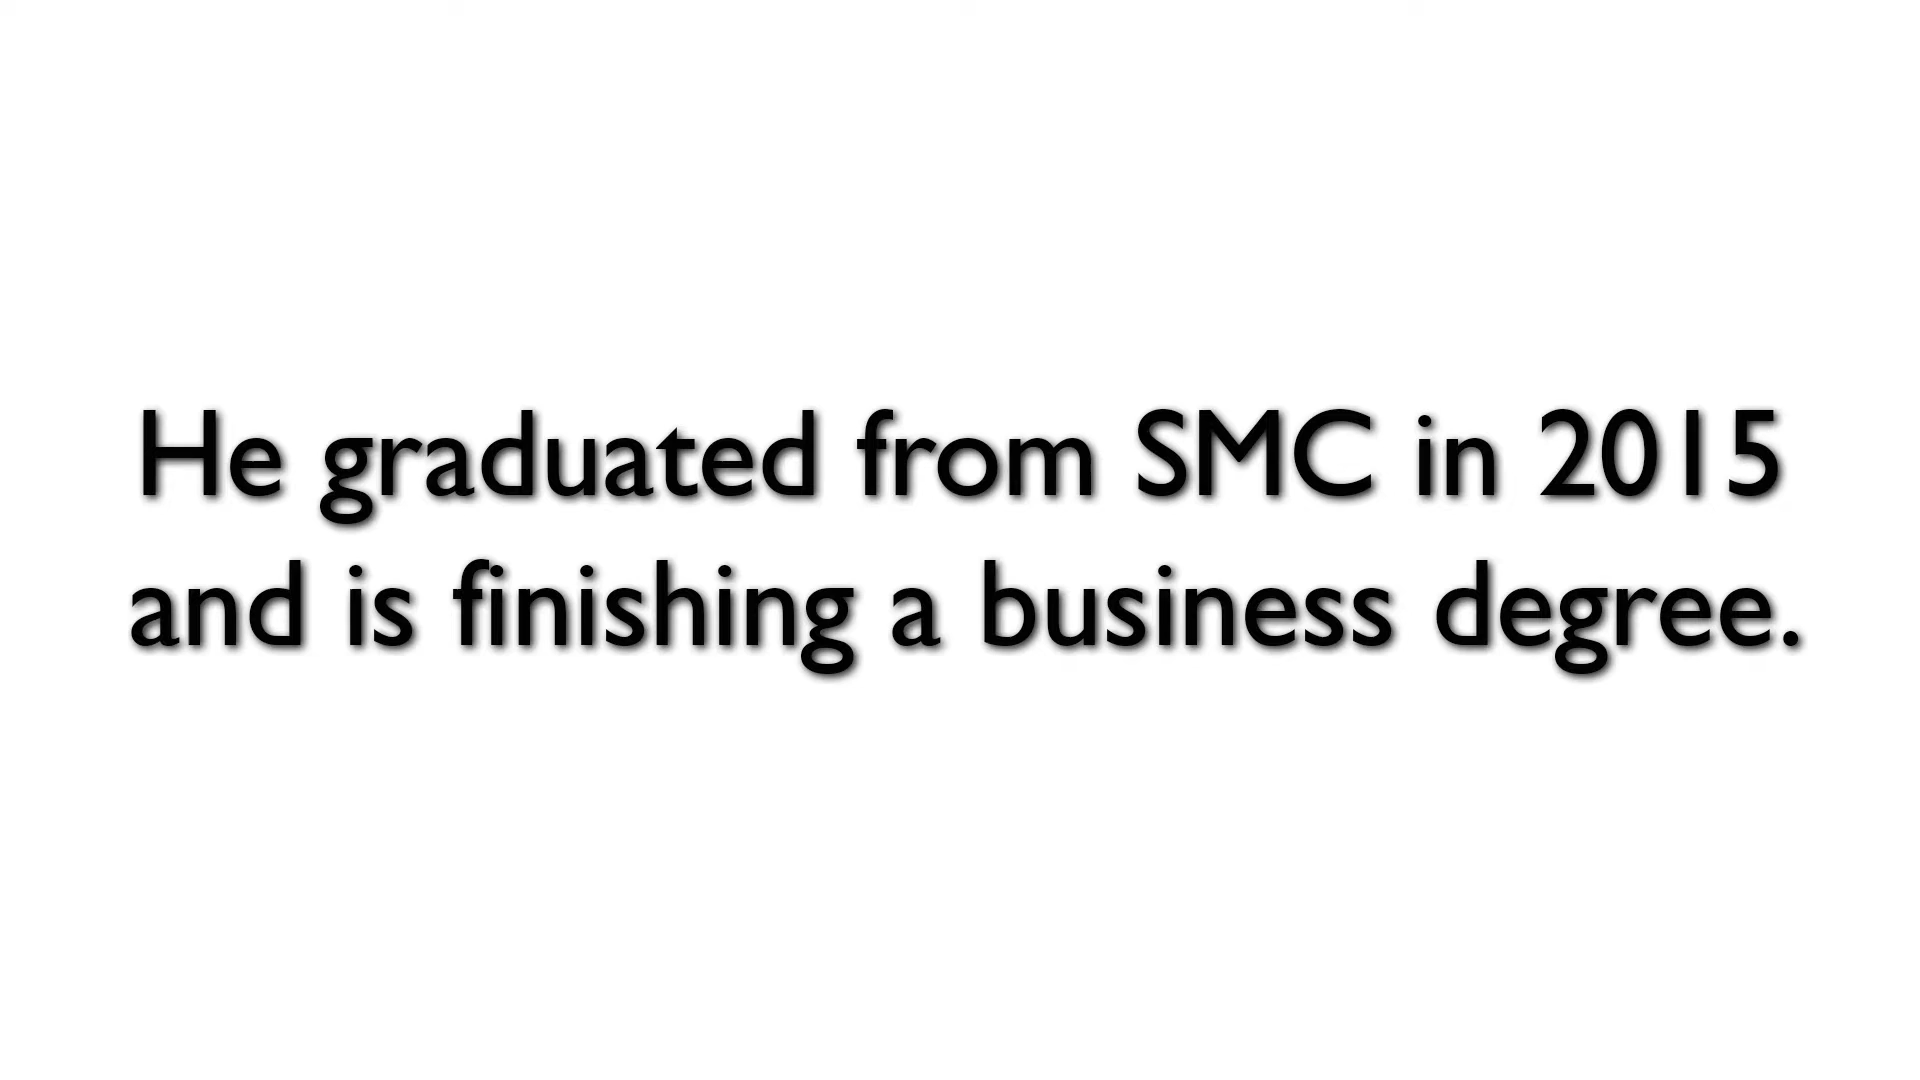 He graduated from SMC in 2015
and is finishing a business degree.